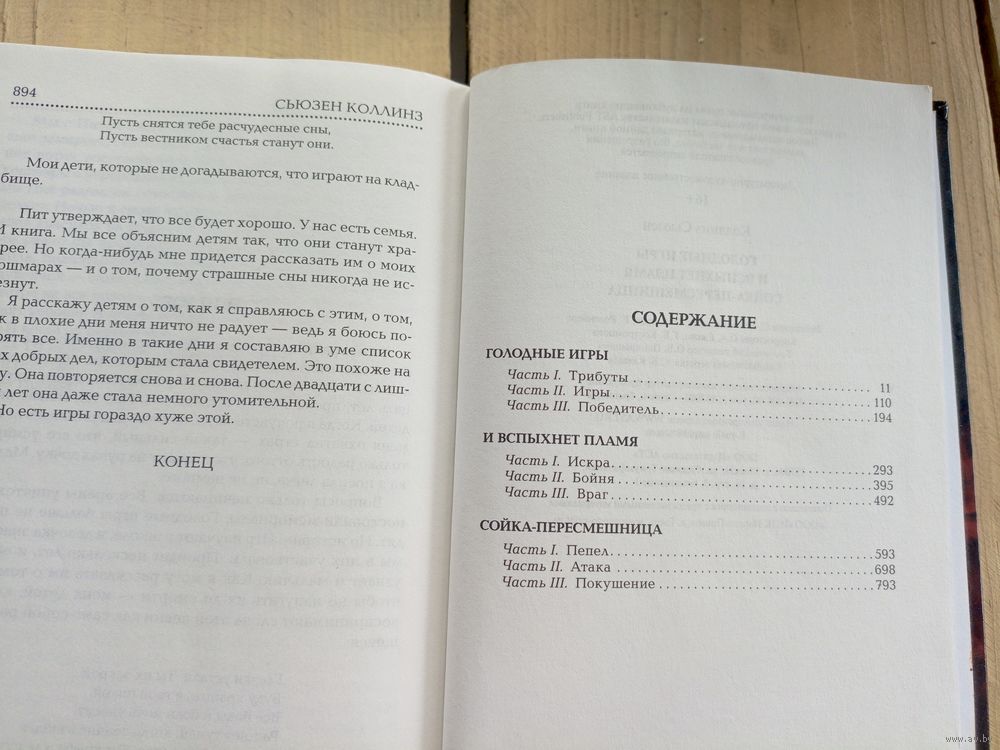 894
СЬЮЗЕН КОЛЛИНЗ
Пусть снятся тебе расчудесные сны,
Пусть вестником счастья станут они.
Мои дети, которые не догадываются, что играют на клад-
бище.
Пит утверждает, что все будет хорошо. У нас есть семья.
И книга. Мы все объясним детям так, что они станут хра-
рее. Но когда-нибудь мне придется рассказать им о моих
ошмарах — и о том, почему страшные сны никогда не ис-
езнут.
Я расскажу детям о том, как я справляюсь с этим, о том,
к в плохие дни меня ничто не радует — ведь я боюсь по-
рять все. Именно в такие дни я составляю в уме список
х добрых дел, которым стала свидетелем. Это похоже на
у. Она повторяется снова и снова. После двадцати с лиш-
лет она даже стала немного утомительной.
Но есть игры гораздо хуже этой.
КОНЕЦ
СОДЕРЖАНИЕ
ГОЛОДНЫЕ ИГРЫ
Часть I. Трибуты 11
Часть II. Игры 110
Часть III. Победитель 194
И ВСПЫХНЕТ ПЛАМЯ
Часть I. Искра 293
Часть II. Бойня 395
Часть III. Враг 492
СОЙКА-ПЕРЕСМЕШНИЦА
Часть I. Пепел 593
Часть II. Атака 698
Часть III. Покушение 793
www.ay.by